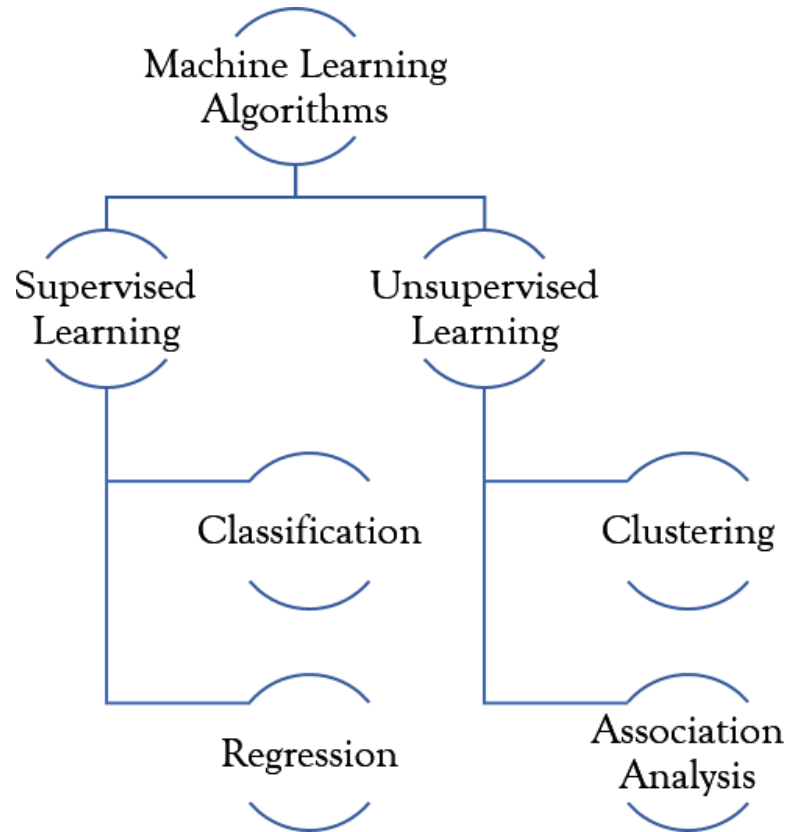 Machine Learning
Algorithms
Supervised
Learning
Unsupervised
Learning
Classification
Clustering
Regression
Association
Analysis